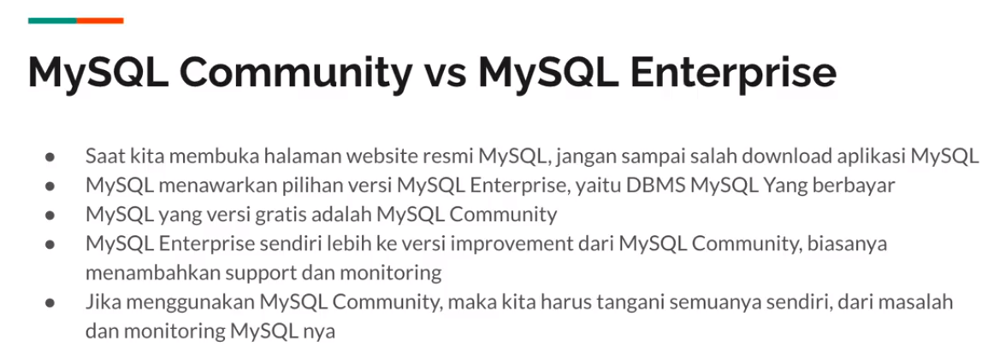 MySQL Community vs MySQL Enterprise
● Saat kita membuka halaman website resmi MySQL, jangan sampai salah download aplikasi MySQL
● MySQL menawarkan pilihan versi MySQL Enterprise, yaitu DBMS MySQL Yang berbayar
● MySQL yang versi gratis adalah MySQL Community
● MySQL Enterprise sendiri lebih ke versi improvement dari MySQL Community, biasanya
menambahkan support dan monitoring
● Jika menggunakan MySQL Community, maka kita harus tangani semuanya sendiri, dari masalah
dan monitoring MySQL nya